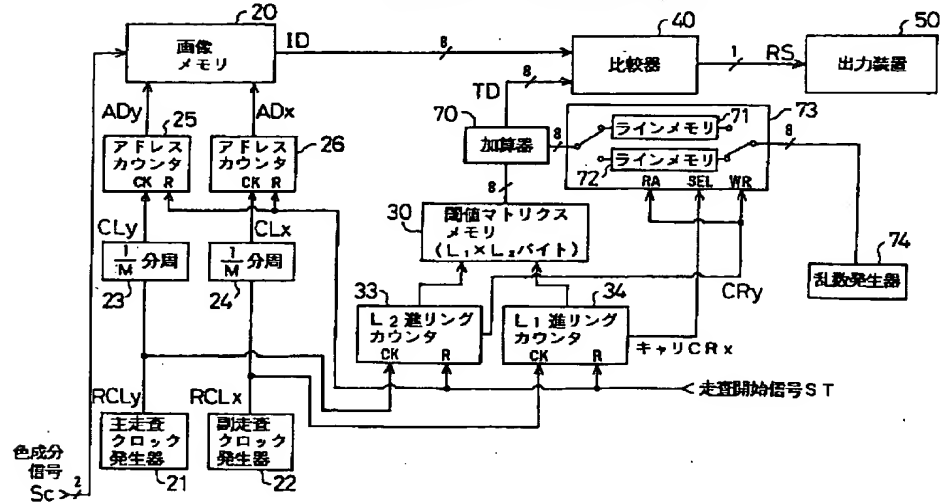 20
画像
メモリ
ID
8
40
比較器
1
RS
50
出力装置
TD
8
ADy
ADx
25
アドレス
カウンタ
CK R
アドレス
カウンタ
CK R
26
70
加算器
8
ラインメモリ
71
ラインメモリ
72
73
RA SEL WR
8
8
30
閾値マトリクス
メモリ
(L₁×L₂バイト)
CLy
CLx
1/M 分周
23
1/M 分周
24
74
乱数発生器
CRy
33
L2進リング
カウンタ
CK R
34
L1進リング
カウンタ
CK R
キャリCRx
走査開始信号ST
RCLy
RCLx
主走査
クロック
発生器
21
副走査
クロック
発生器
22
色成分
信号
Sc
2